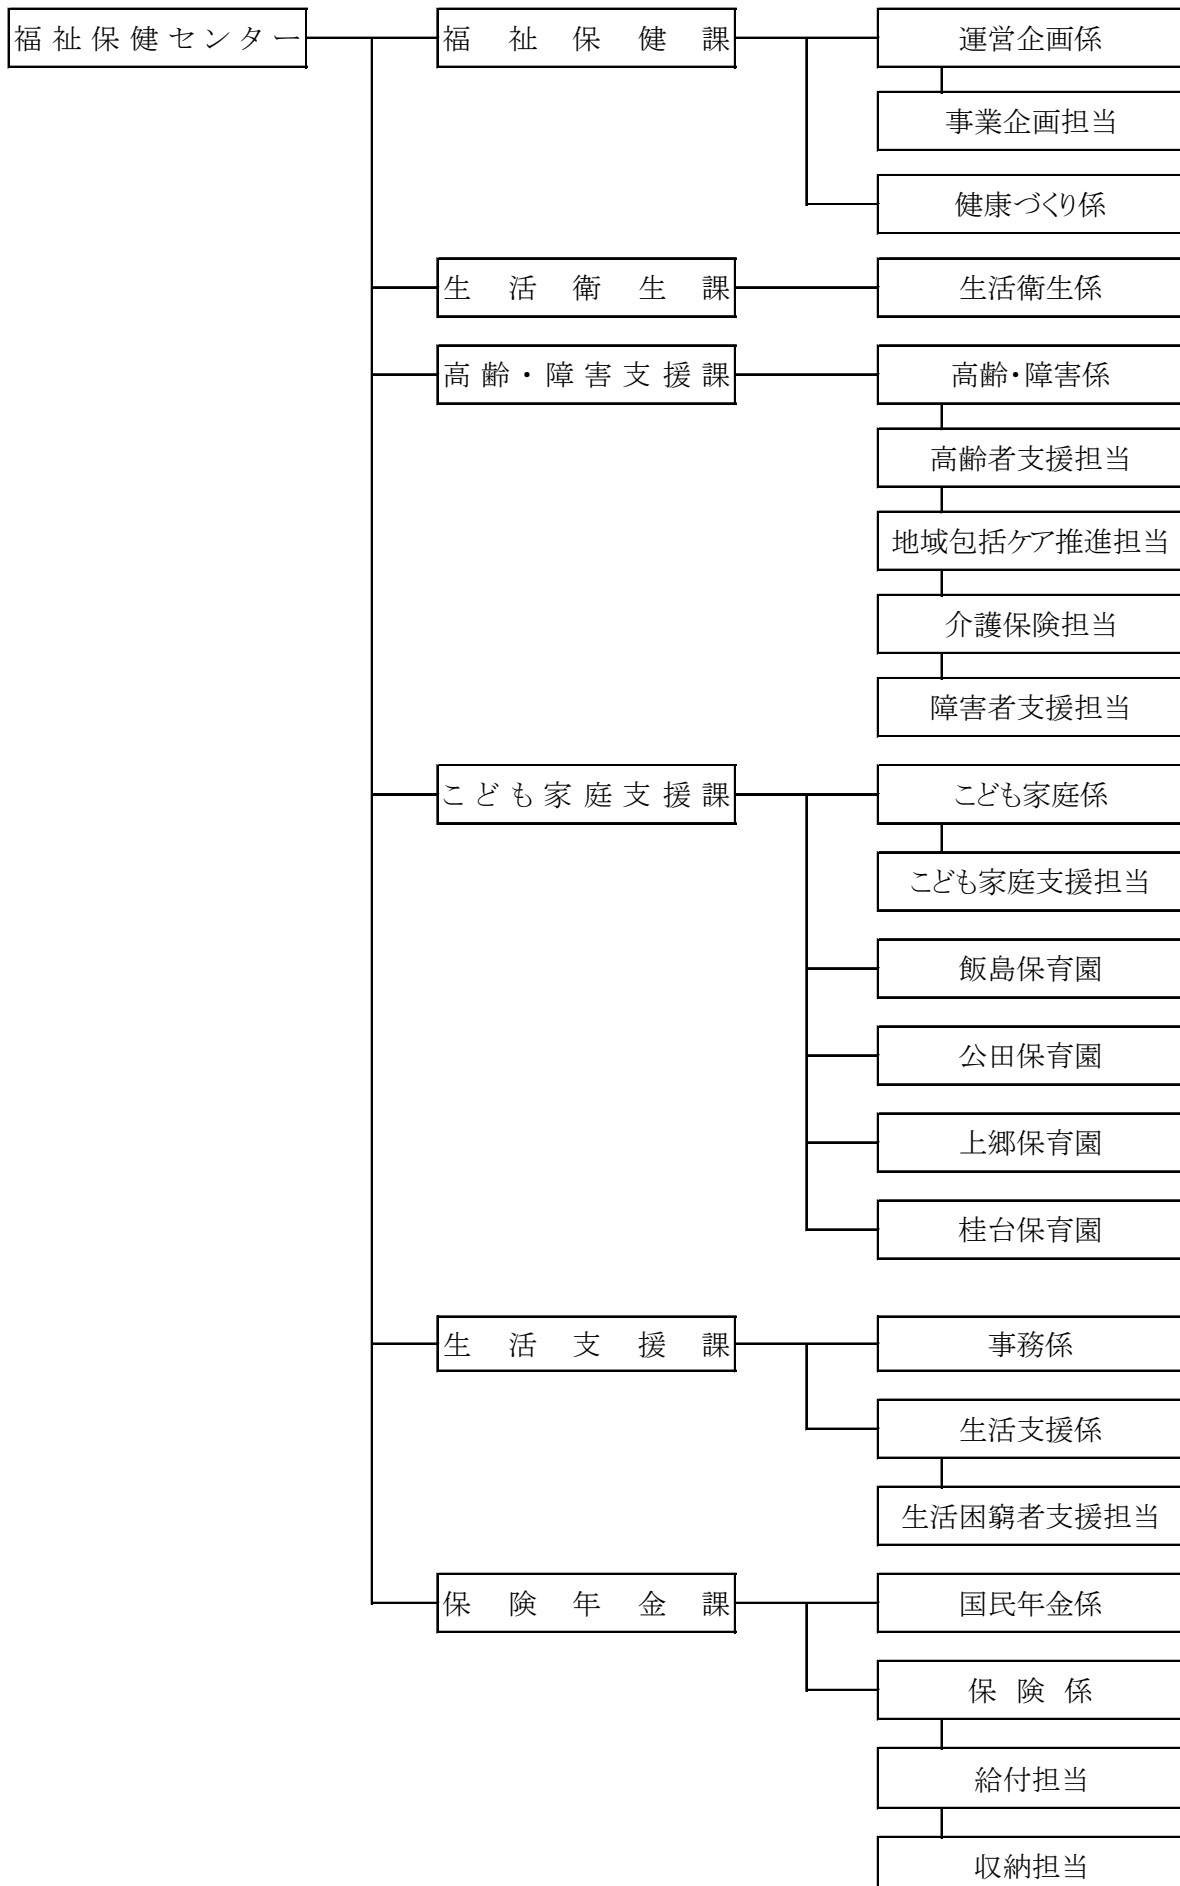 福祉保健センター
福祉保健課
運営企画係
事業企画担当
健康づくり係
生活衛生課
生活衛生係
高齢・障害支援課
高齢・障害係
高齢者支援担当
地域包括ケア推進担当
介護保険担当
障害者支援担当
こども家庭支援課
こども家庭係
こども家庭支援担当
飯島保育園
公田保育園
上郷保育園
桂台保育園
生活支援課
事務係
生活支援係
生活困窮者支援担当
保険年金課
国民年金係
保険係
給付担当
収納担当